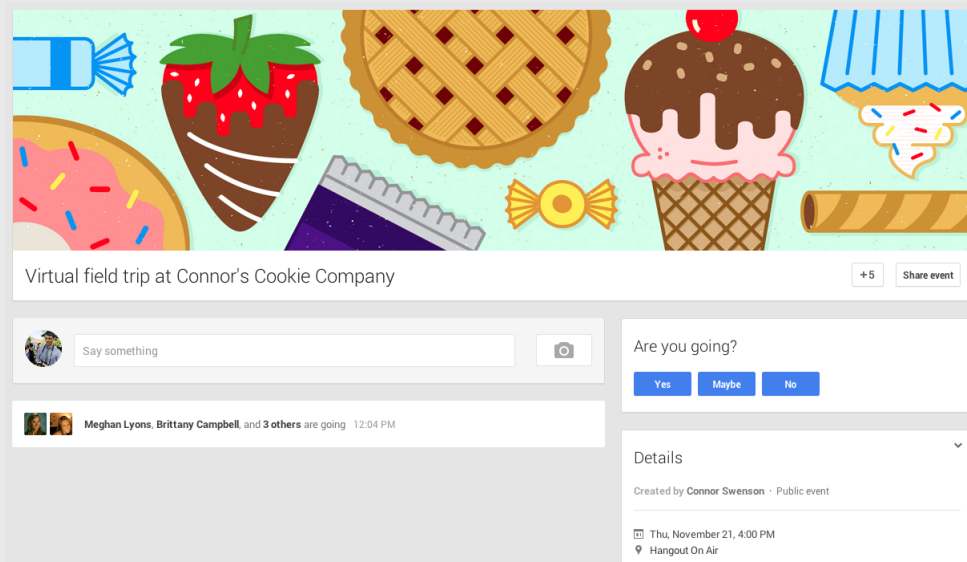 Virtual field trip at Connor's Cookie Company
+5
Share event
Say something
Meghan Lyons, Brittany Campbell, and 3 others are going 12:04 PM
Are you going?
Yes
Maybe
No
Details
Created by Connor Swenson · Public event
Thu, November 21, 4:00 PM
Hangout On Air